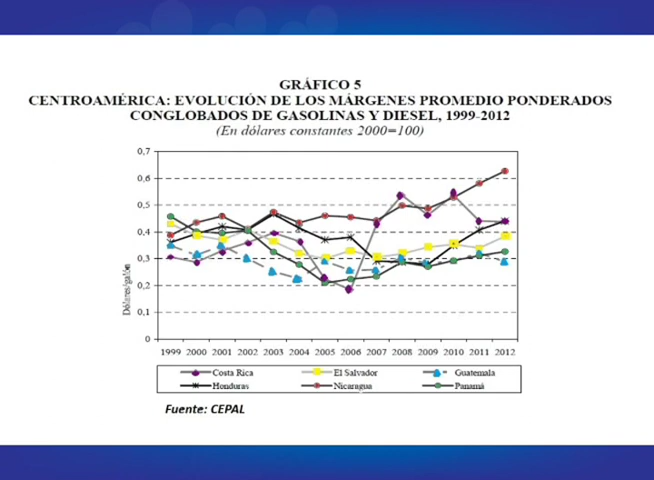 GRÁFICO 5
CENTROAMÉRICA: EVOLUCIÓN DE LOS MÁRGENES PROMEDIO PONDERADOS
CONGLOBADOS DE GASOLINAS Y DIESEL, 1999-2012
(En dólares constantes 2000=100)
0,7
0,6
0,5
0,4
0,3
0,2
0,1
0
Dólares/galón
1999 2000 2001 2002 2003 2004 2005 2006 2007 2008 2009 2010 2011 2012
Costa Rica El Salvador Guatemala
Honduras Nicaragua Panamá
Fuente: CEPAL